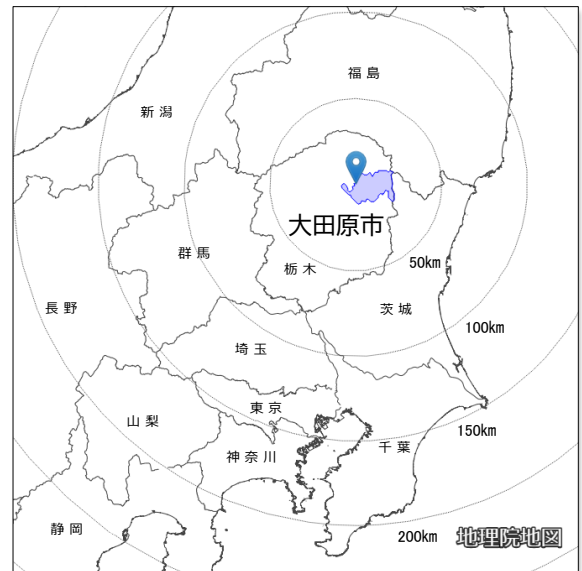 福島
新潟
大田原市
群馬
50km
栃木
長野
茨城
100km
埼玉
東京
山梨
150km
千葉
神奈川
静岡
200km
地理院地図